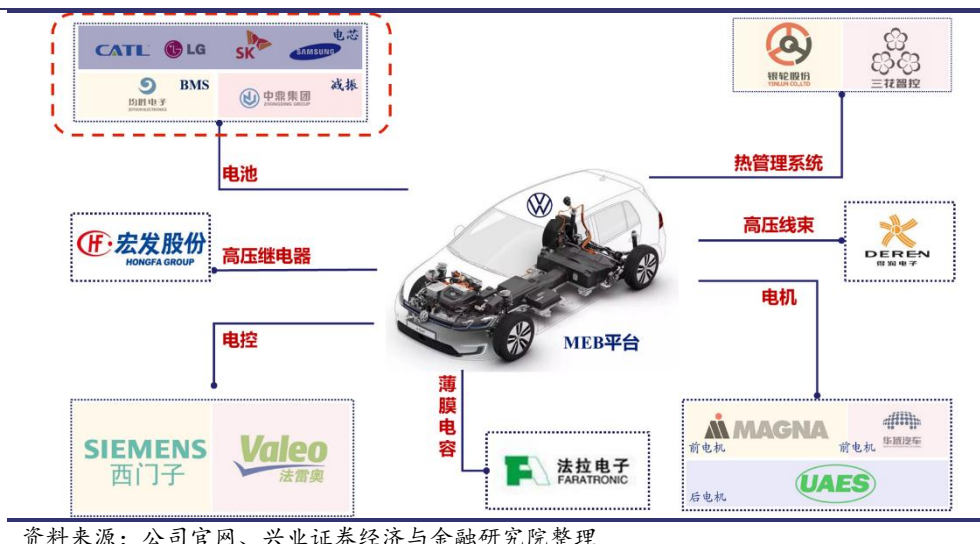 电芯
CATL LG SK SAMSUNG
BMS
均胜电子
减振
中鼎集团
ZHONGDING GROUP
电池
银轮股份
YINLUN CO.,LTD
三花智控
热管理系统
宏发股份
HONGFA GROUP
高压继电器
高压线束
DEREN
得润电子
电机
电控
MEB平台
SIEMENS
西门子
Valeo
法雷奥
薄膜电容
法拉电子
FARATRONIC
MAGNA
前电机
华域汽车
前电机
UAES
后电机
资料来源：公司官网、兴业证券经济与金融研究院整理